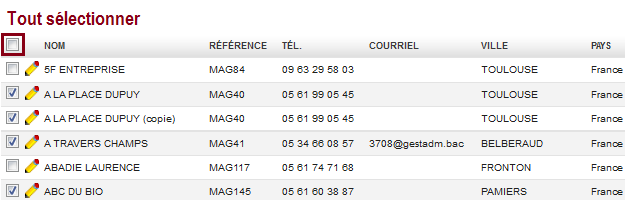 Tout sélectionner
NOM RÉFÉRENCE TÉL. COURRIEL VILLE PAYS
5F ENTREPRISE MAG84 09 63 29 58 03 TOULOUSE France
A LA PLACE DUPUY MAG40 05 61 99 05 45 TOULOUSE France
A LA PLACE DUPUY (copie) MAG40 05 61 99 05 45 TOULOUSE France
A TRAVERS CHAMPS MAG41 05 34 66 08 57 3708@gestadm.bac BELBERAUD France
ABADIE LAURENCE MAG117 05 61 74 71 68 FRONTON France
ABC DU BIO MAG145 05 61 60 38 87 PAMIERS France